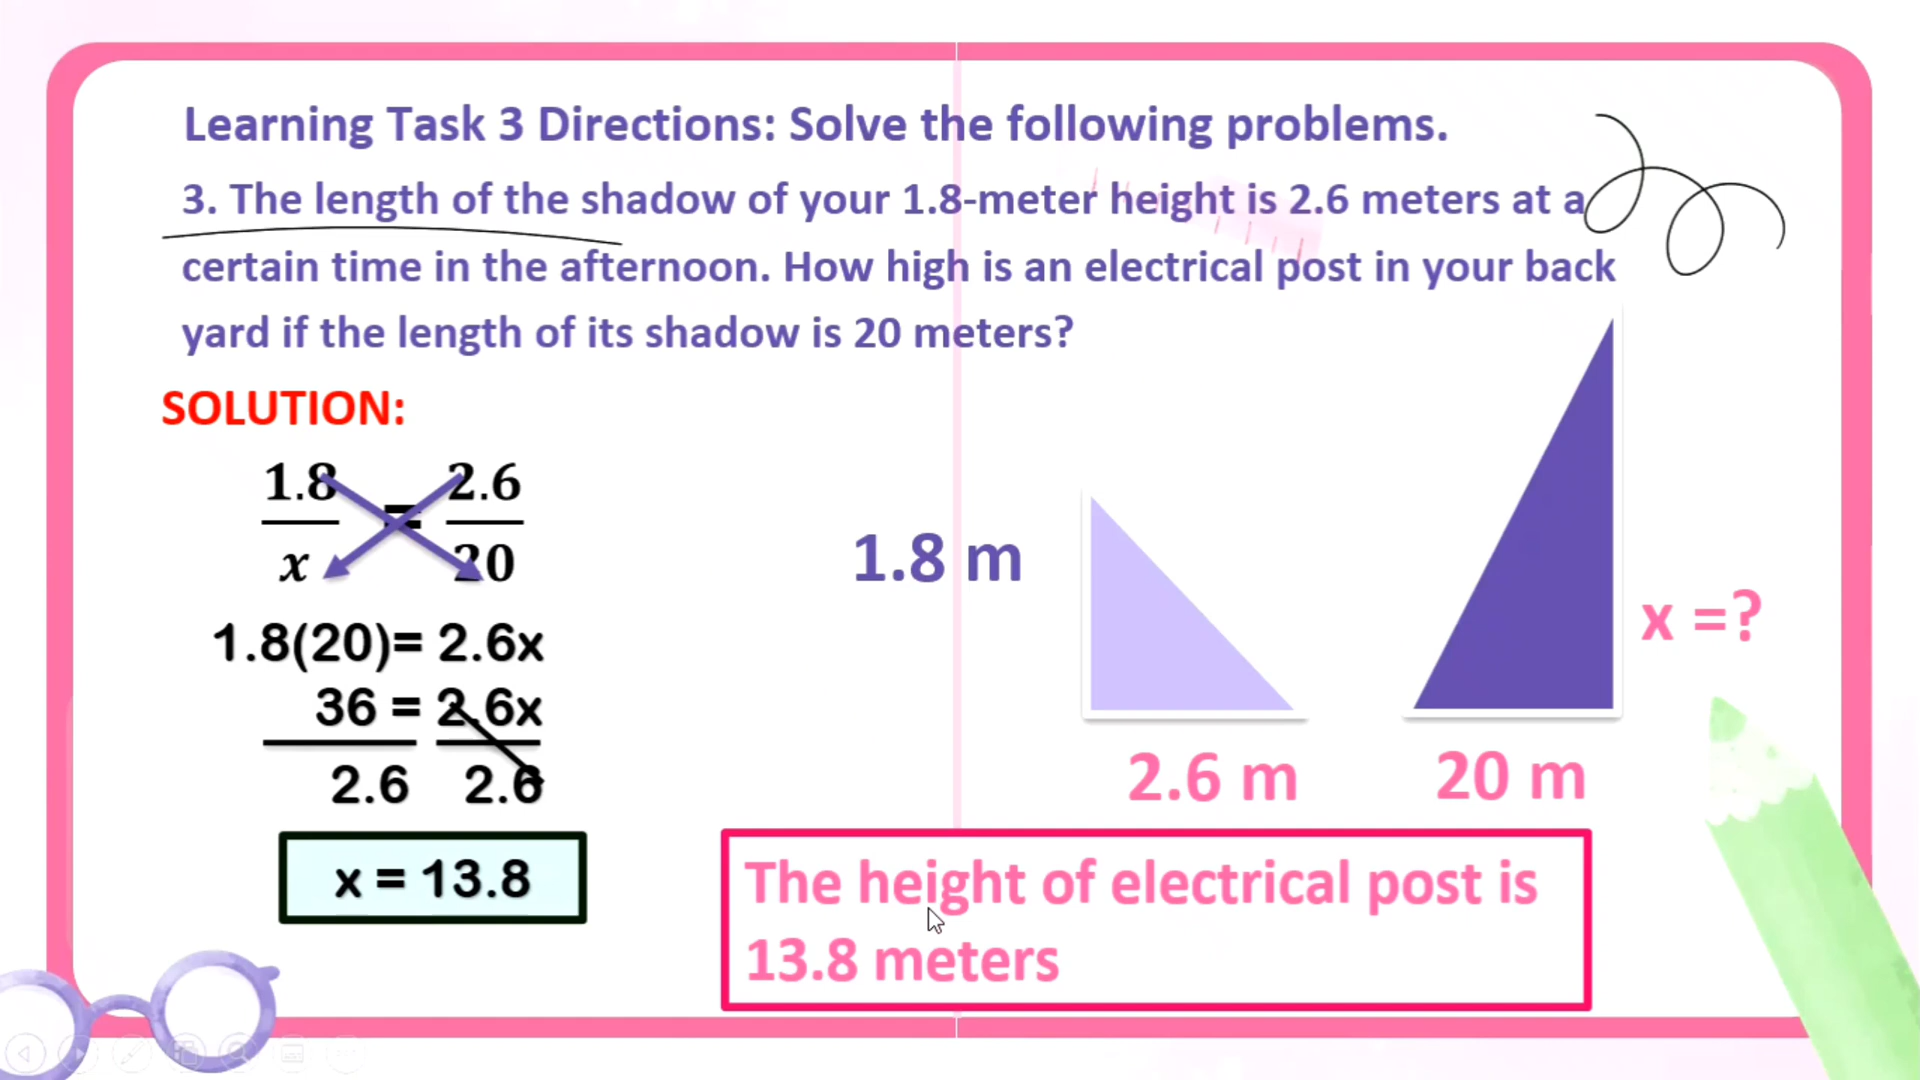 Learning Task 3 Directions: Solve the following problems.
3. The length of the shadow of your 1.8-meter height is 2.6 meters at a
certain time in the afternoon. How high is an electrical post in your back
yard if the length of its shadow is 20 meters?
SOLUTION:
1.8 = 2.6
x 20
1.8(20)= 2.6x
36 = 2.6x
2.6 2.6
x = 13.8
1.8 m
x =?
2.6 m
20 m
The height of electrical post is
13.8 meters